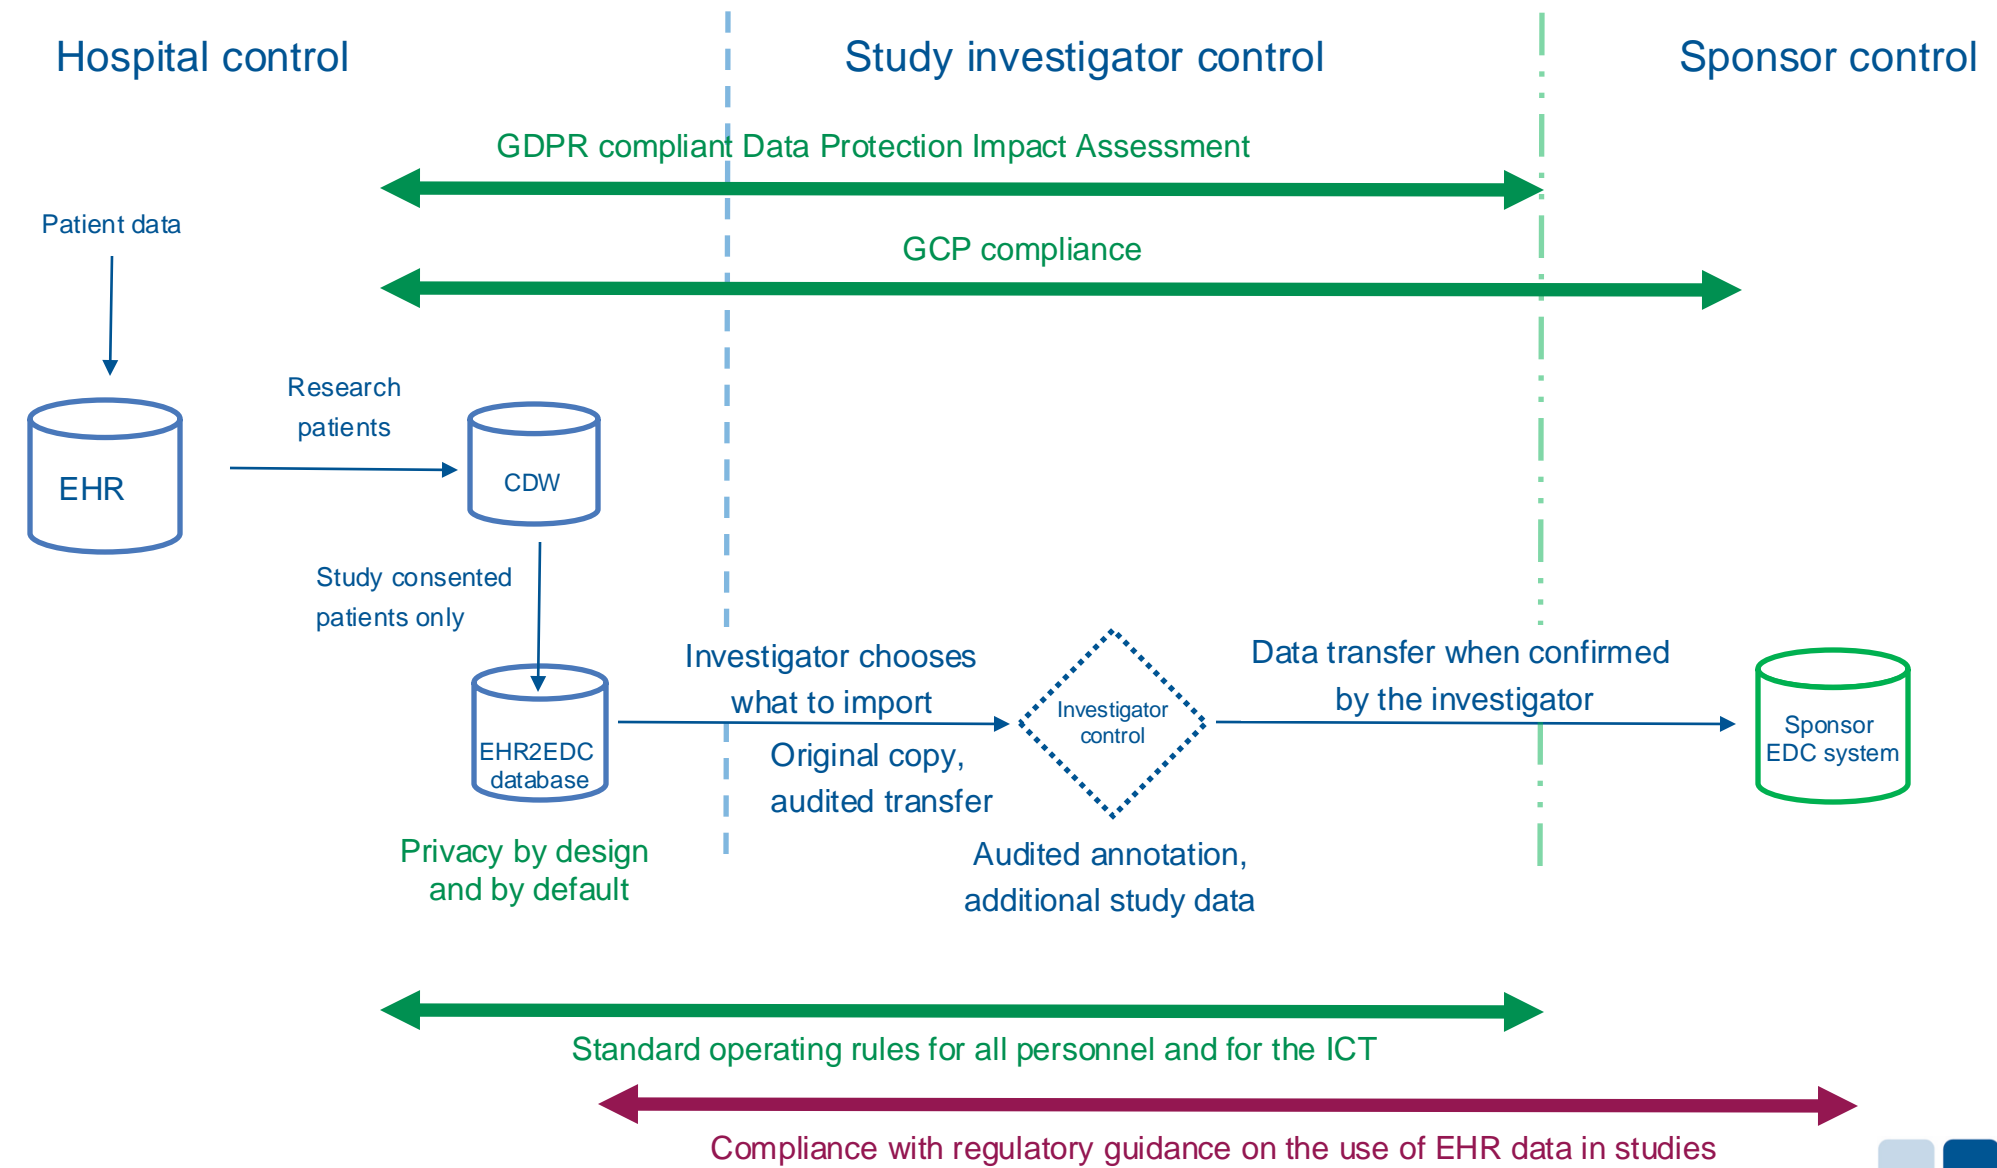 Hospital control
Study investigator control
Sponsor control
GDPR compliant Data Protection Impact Assessment
Patient data
GCP compliance
Research
patients
EHR
CDW
Study consented
patients only
Investigator chooses
what to import
Data transfer when confirmed
by the investigator
Investigator
control
EHR2EDC
database
Original copy,
audited transfer
Sponsor
EDC system
Privacy by design
and by default
Audited annotation,
additional study data
Standard operating rules for all personnel and for the ICT
Compliance with regulatory guidance on the use of EHR data in studies